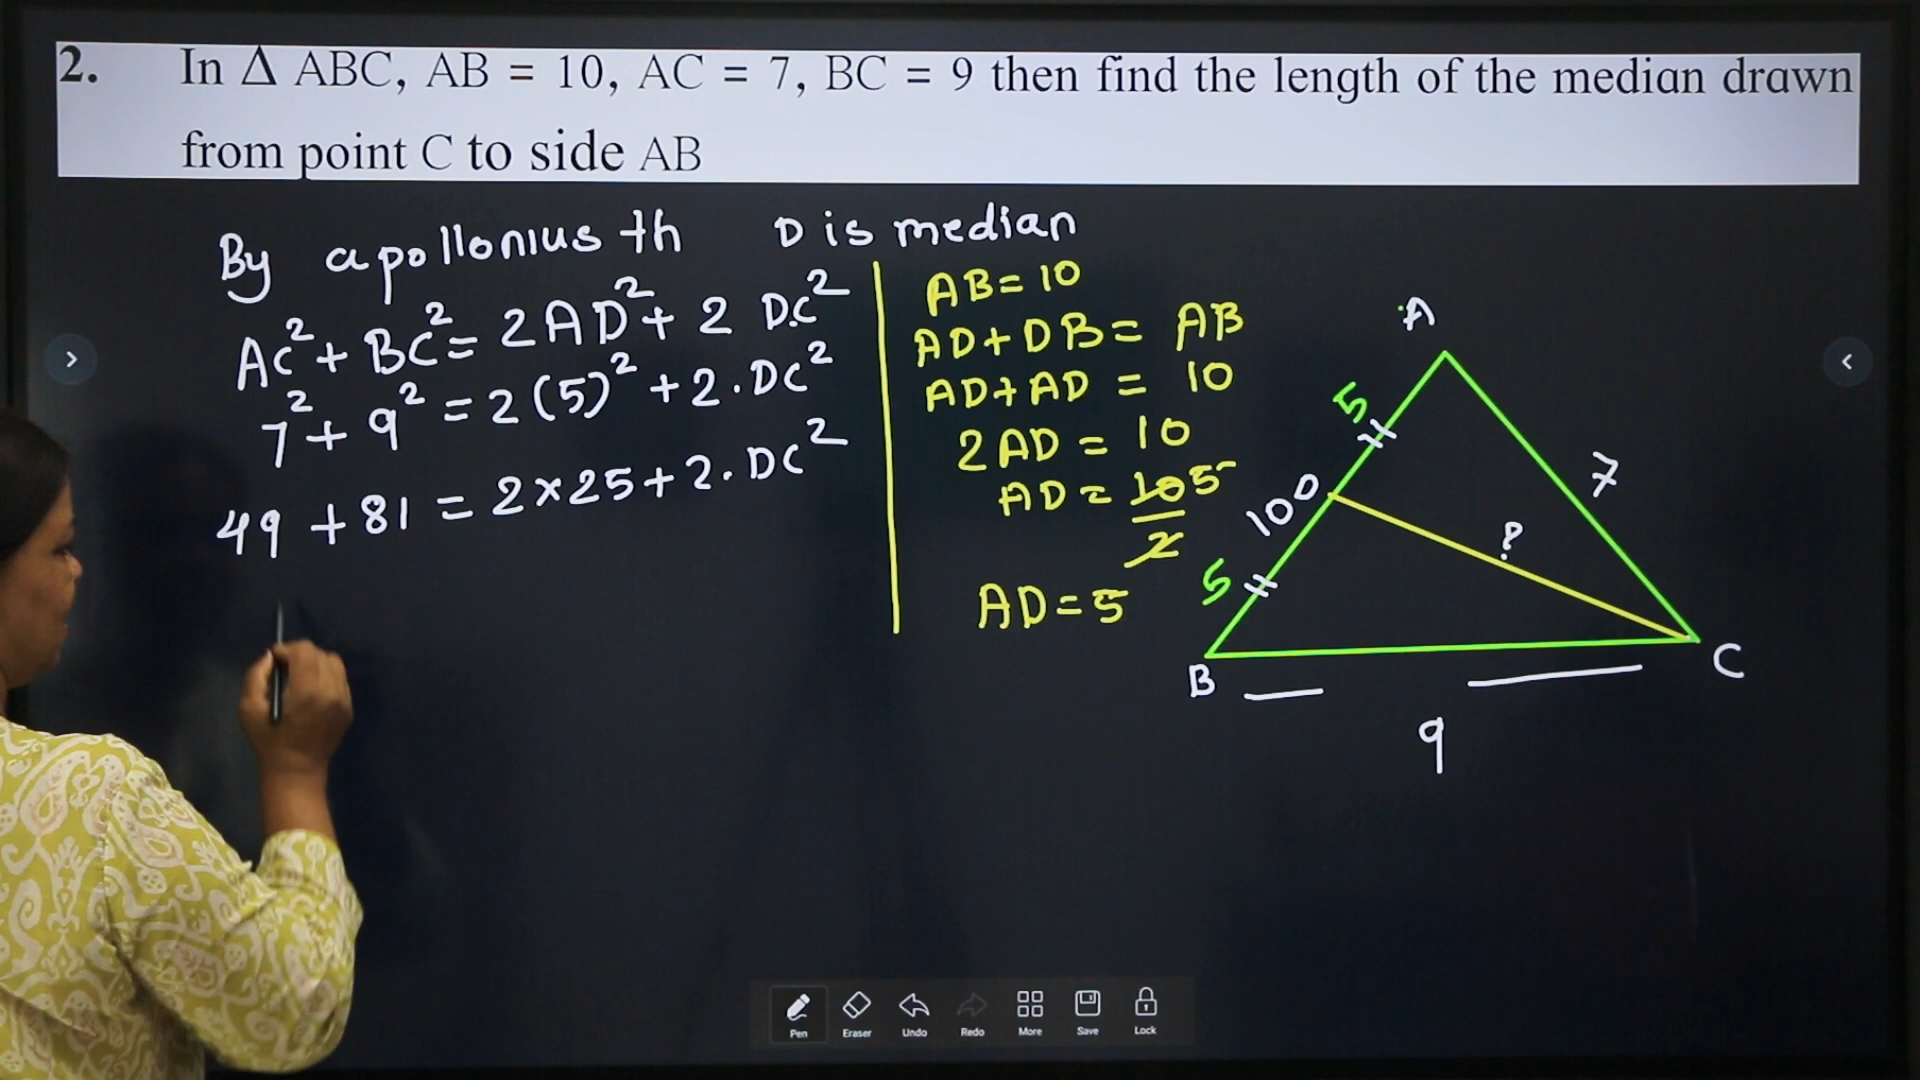 2. In Δ ABC, AB = 10, AC = 7, BC = 9 then find the length of the median drawn
from point C to side AB
By apollonius th D is median
AC² + BC² = 2AD² + 2 DC²
7² + 9² = 2(5)² + 2.DC²
49 + 81 = 2×25 + 2.DC²
AB = 10
AD + DB = AB
AD + AD = 10
2AD = 10
AD = 10 5
2
AD = 5
A
5
7
D
10
?
5
B
C
9
Pen
Eraser
Undo
Redo
More
Save
Lock